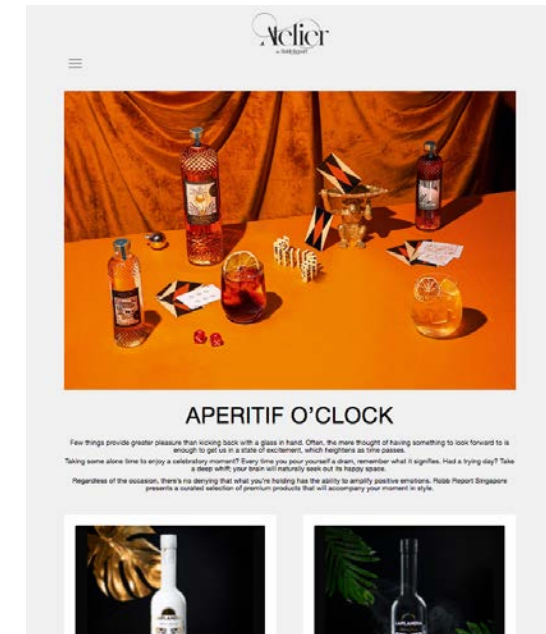 Atelier
by Robb Report
APERITIF O'CLOCK
Few things provide greater pleasure than kicking back with a glass in hand. Often, the mere thought of having something to look forward to is
enough to get us in a state of excitement, which heightens as time passes.
Taking some alone time to enjoy a celebratory moment? Every time you pour yourself a dram, remember what it signifies. Had a trying day? Take
a deep whiff; your brain will naturally seek out its happy space.
Regardless of the occasion, there's no denying that what you're holding has the ability to amplify positive emotions. Robb Report Singapore
presents a curated selection of premium products that will accompany your moment in style.
LAPLANDIA
LAPLANDIA